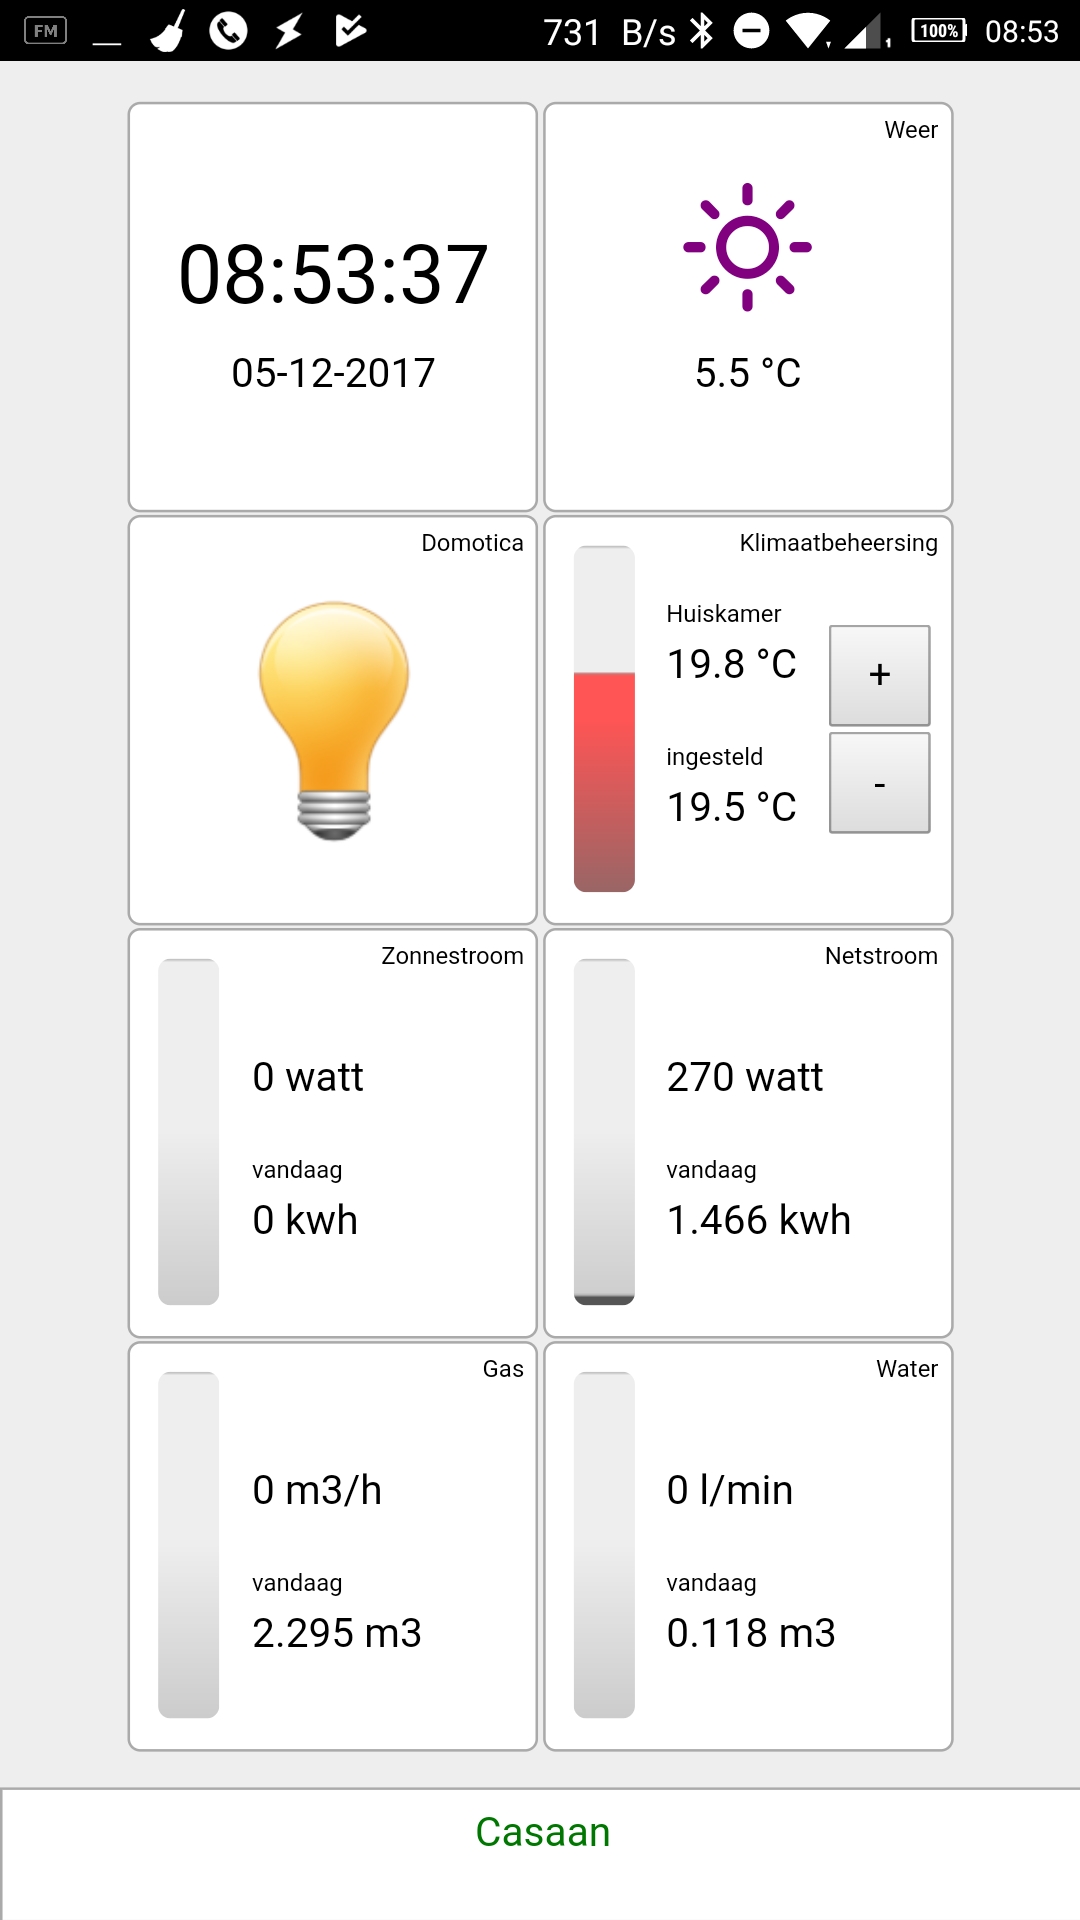 FM 731 B/s 100% 08:53
08:53:37
05-12-2017
Weer
5.5 °C
Domotica
Klimaatbeheersing
Huiskamer
19.8 °C
+
ingesteld
19.5 °C
-
Zonnestroom
0 watt
vandaag
0 kwh
Netstroom
270 watt
vandaag
1.466 kwh
Gas
0 m3/h
vandaag
2.295 m3
Water
0 l/min
vandaag
0.118 m3
Casaan